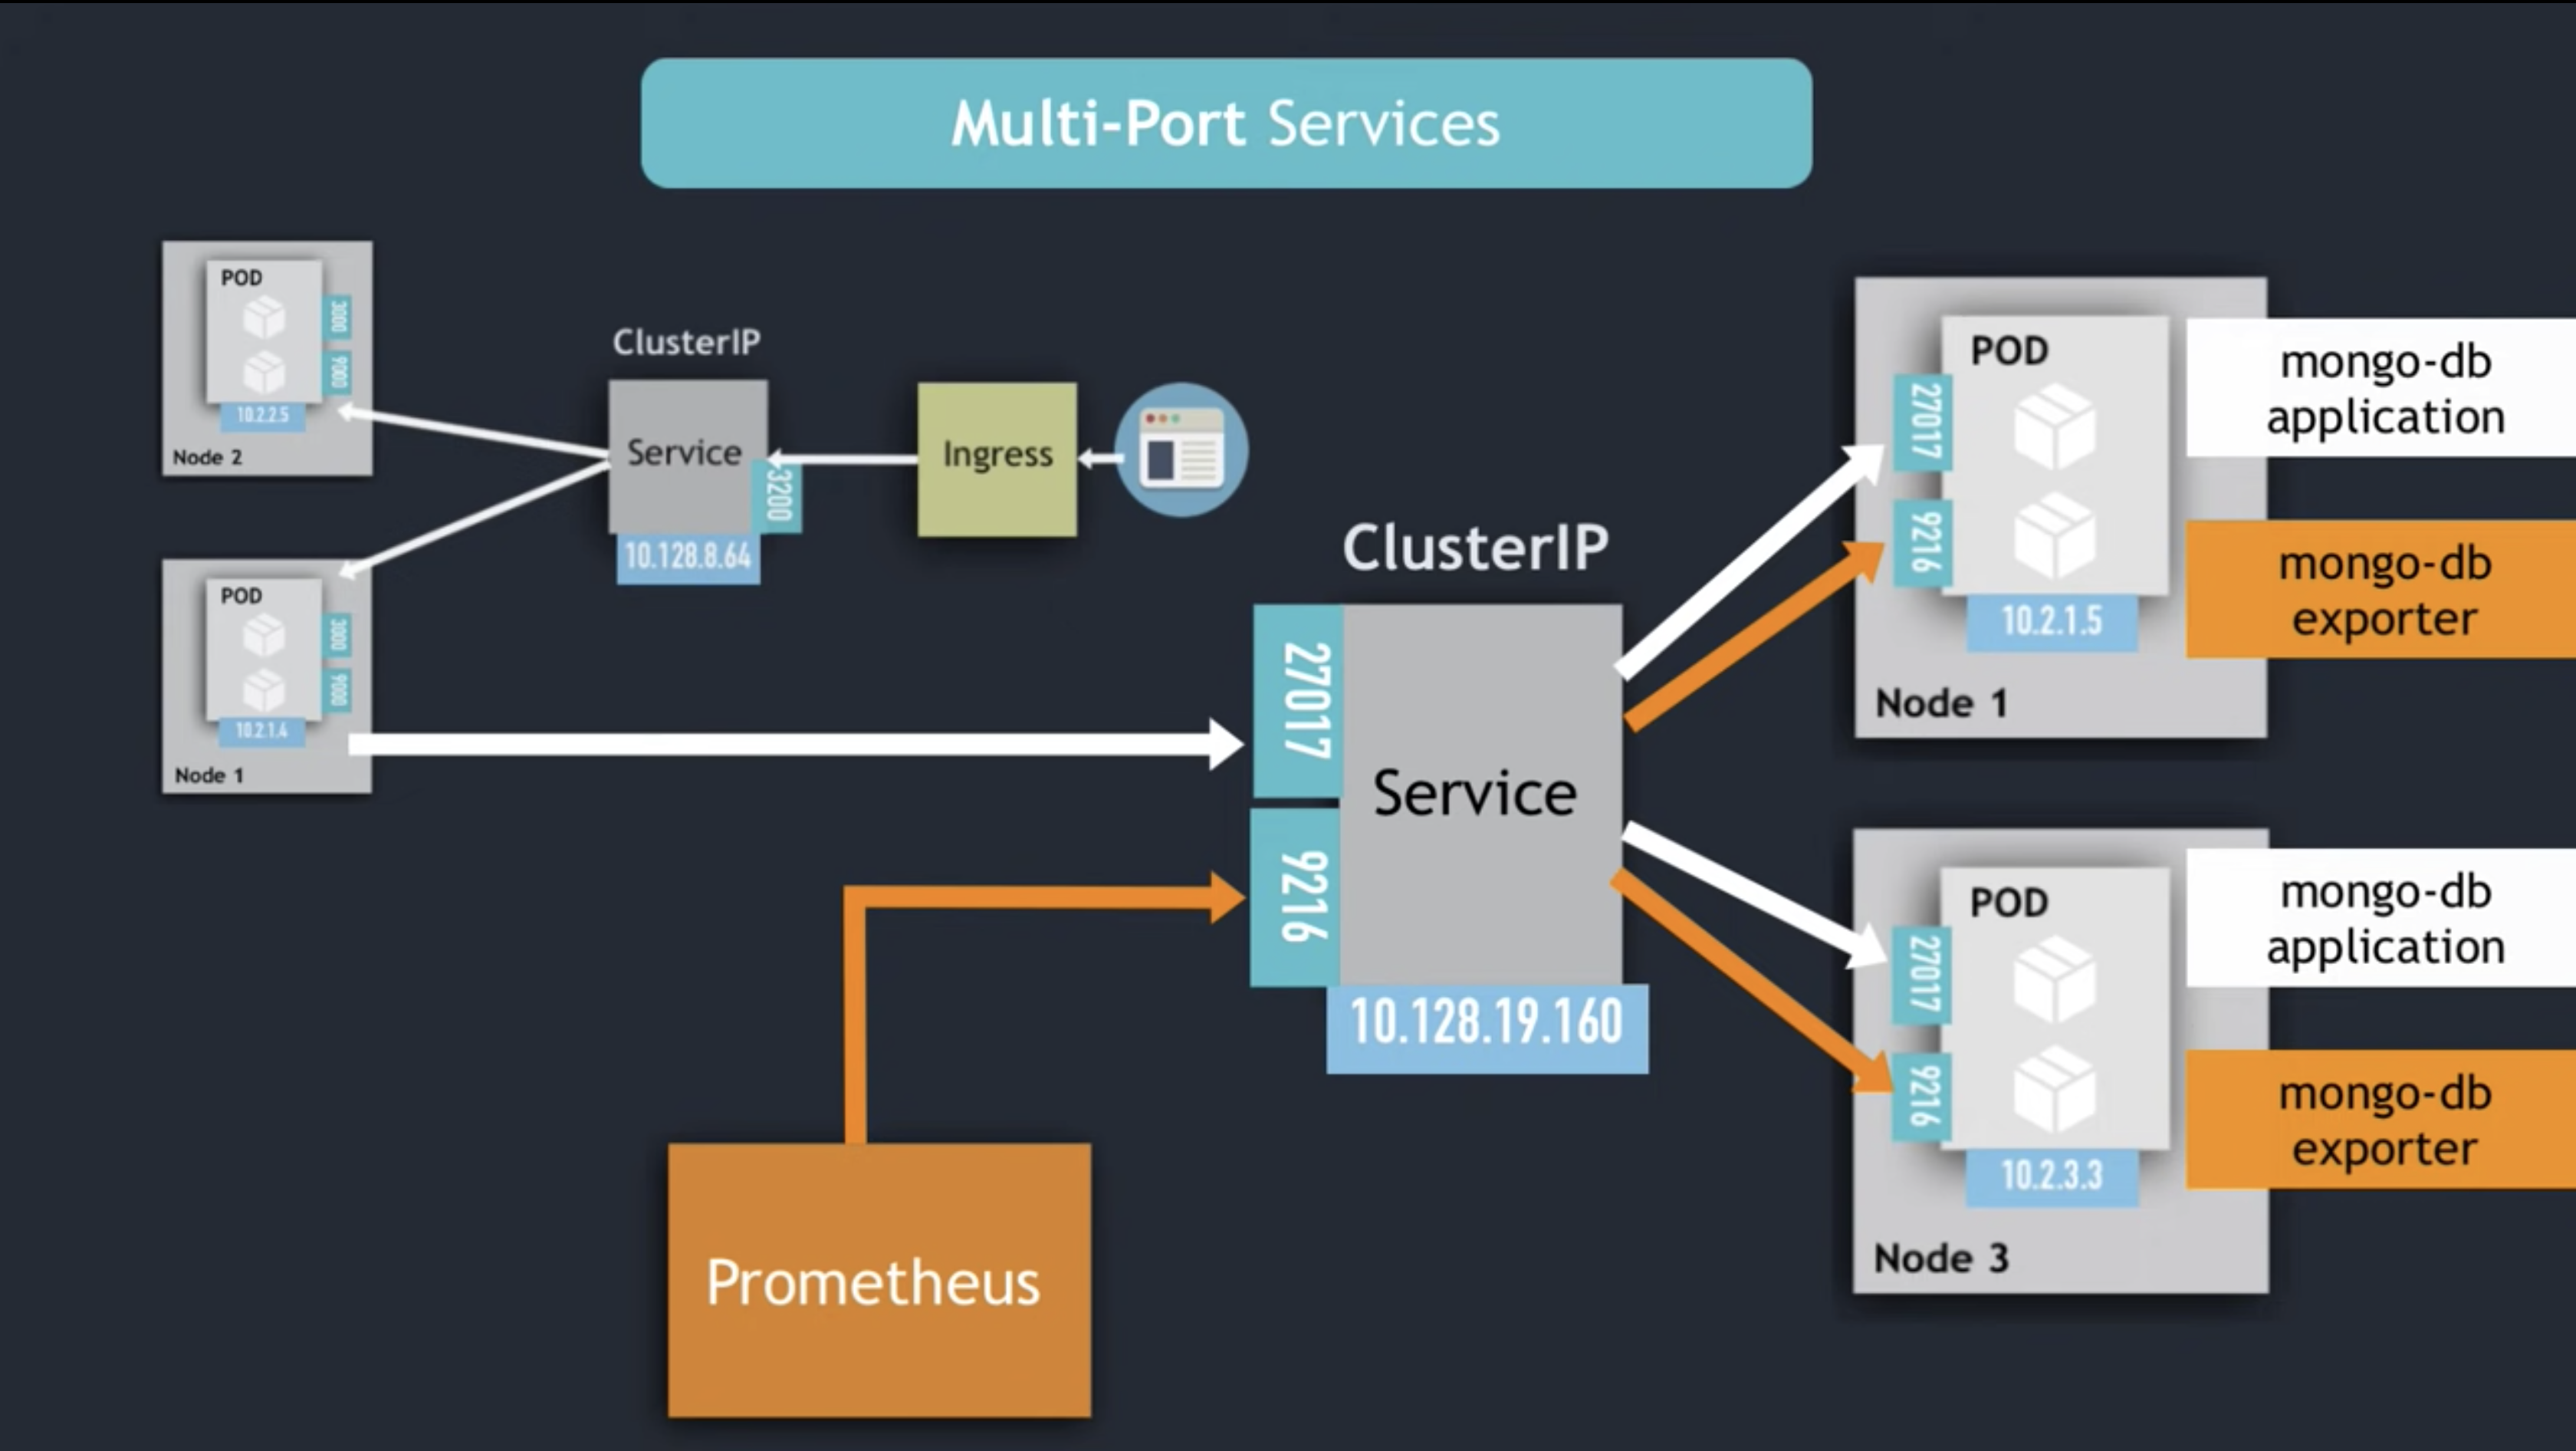 Multi-Port Services
POD
3000
9000
10.2.2.5
Node 2
ClusterIP
Service
3200
10.128.8.64
Ingress
POD
3000
9000
10.2.1.4
Node 1
ClusterIP
27017
9216
Service
10.128.19.160
Prometheus
POD
27017
9216
10.2.1.5
Node 1
mongo-db
application
mongo-db
exporter
POD
27017
9216
10.2.3.3
Node 3
mongo-db
application
mongo-db
exporter